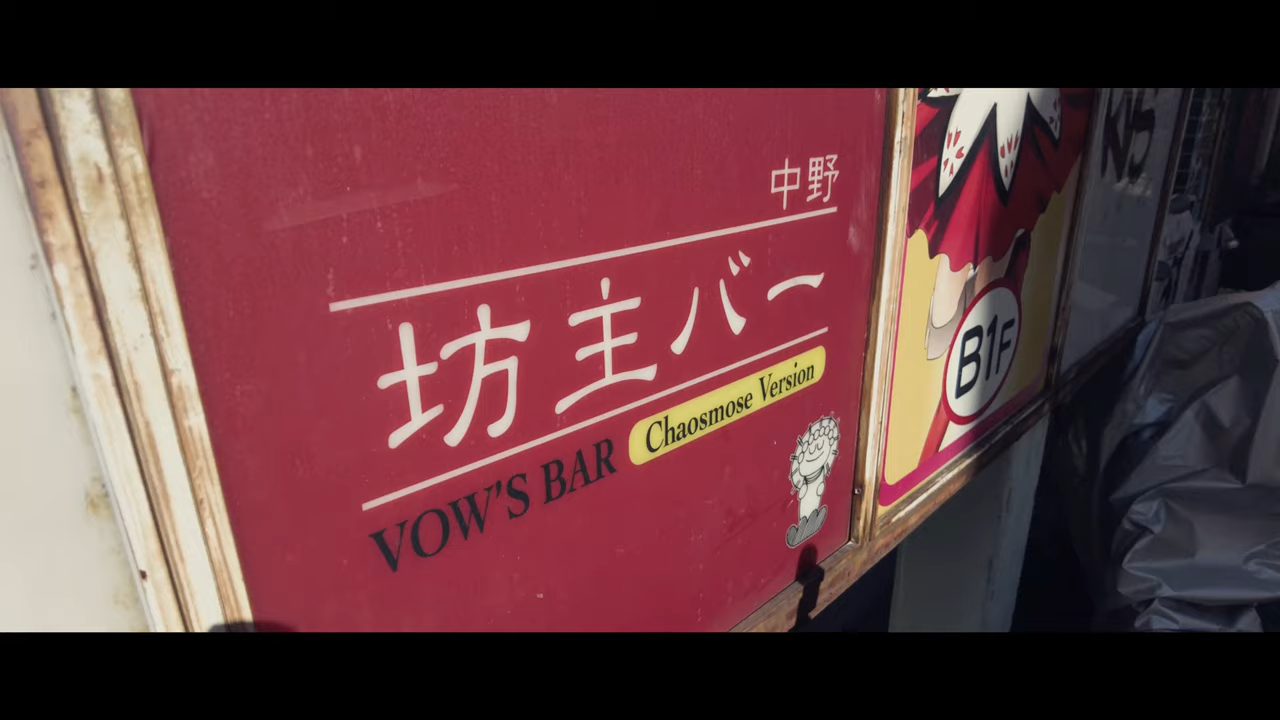 中野
坊主バー
VOW'S BAR
Chaosmose Version
B1F